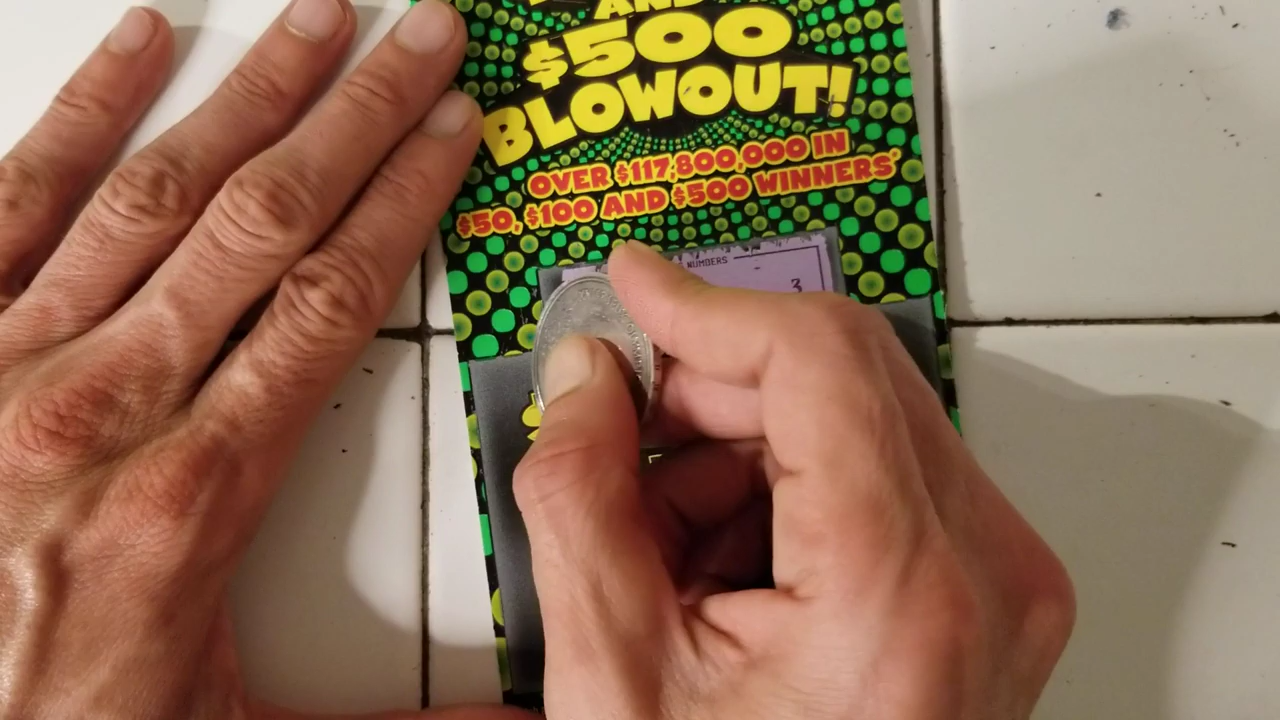 AND
$500
BLOWOUT!
OVER $117,800,000 IN
$50, $100 AND $500 WINNERS*
NUMBERS
3